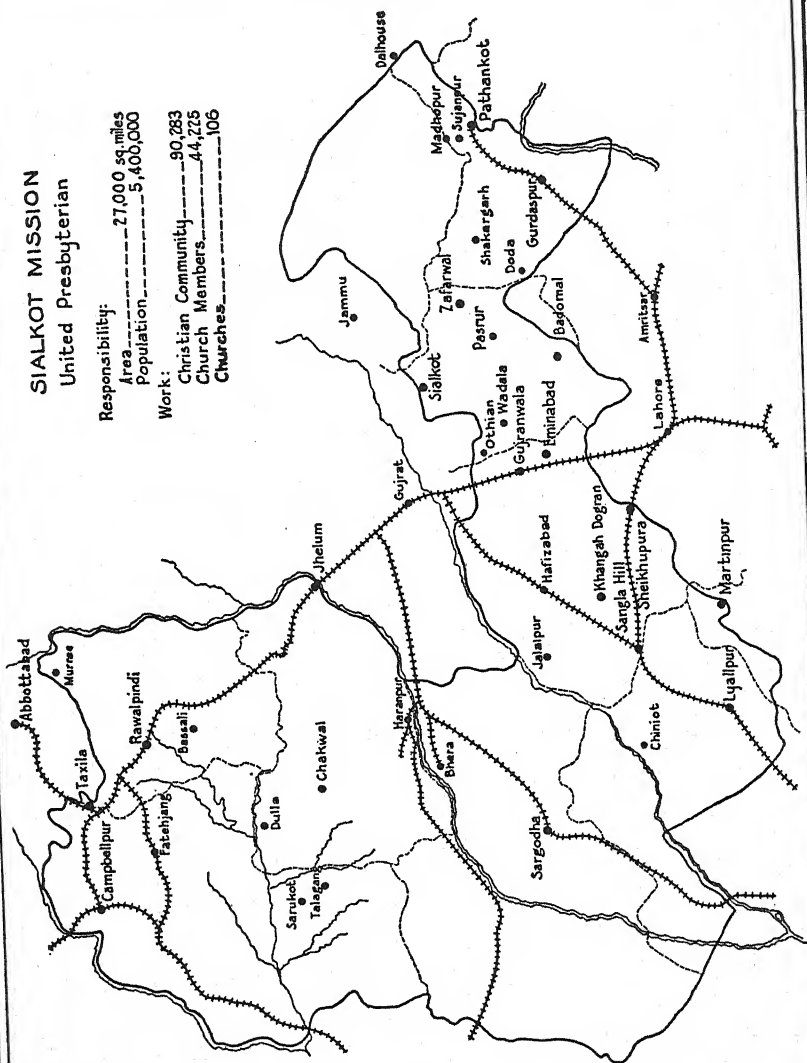 SIALKOT MISSION
United Presbyterian
Responsibility:
Area----------27,000 sq.miles
Population----------5,400,000
Work:
Christian Community-----90,283
Church Members--------44,225
Churches--------------106
Abbottabad
Murree
Taxila
Rawalpindi
Campbellpur
Fatehjang
Bassali
Jhelum
Dulla
Chakwal
Sarukot
Talagang
Gujrat
Haranpur
Bhera
Sargodha
Jammu
Sialkot
Dalhouse
Madhopur
Sujanpur
Pathankot
Shakargarh
Zafarwal
Gurdaspur
Doda
Pasrur
Badomal
Othian
Wadala
Gujranwala
Eminabad
Amritsar
Lahore
Hafizabad
Khangah Dogran
Jalalpur
Sangla Hill
Sheikhupura
Martinpur
Chiniot
Lyallpur